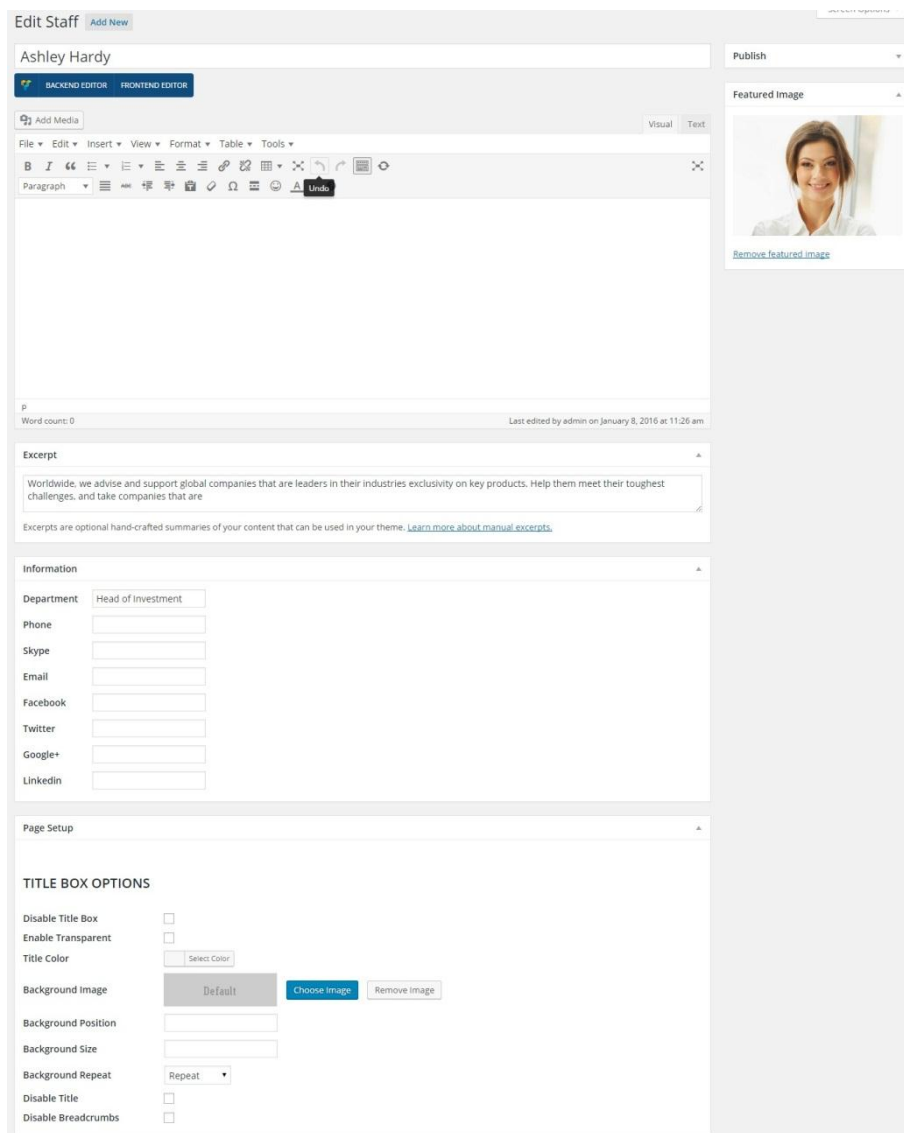 Edit Staff Add New
Ashley Hardy
BACKEND EDITOR FRONTEND EDITOR
Add Media
Visual Text
File Edit Insert View Format Table Tools
B I
Paragraph ABC Ω A
Undo
p
Word count: 0 Last edited by admin on January 8, 2016 at 11:26 am
Excerpt
Worldwide, we advise and support global companies that are leaders in their industries exclusivity on key products. Help them meet their toughest
challenges, and take companies that are
Excerpts are optional hand-crafted summaries of your content that can be used in your theme. Learn more about manual excerpts.
Information
Department Head of Investment
Phone
Skype
Email
Facebook
Twitter
Google+
Linkedin
Page Setup
TITLE BOX OPTIONS
Disable Title Box
Enable Transparent
Title Color Select Color
Background Image Default Choose Image Remove Image
Background Position
Background Size
Background Repeat Repeat
Disable Title
Disable Breadcrumbs
Publish
Featured Image
Remove featured image